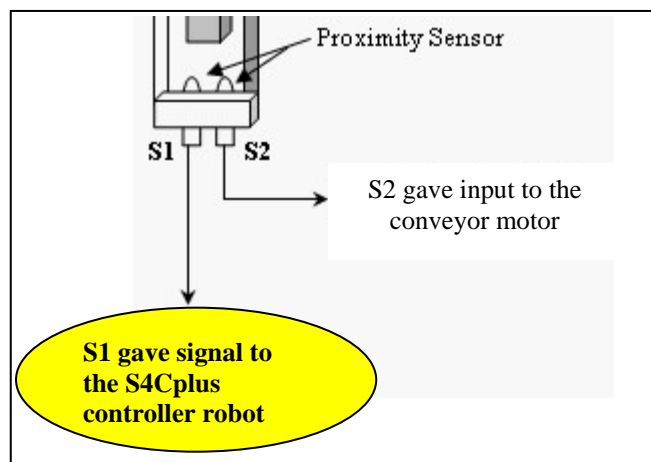 Proximity Sensor
S1 S2
S2 gave input to the
conveyor motor
S1 gave signal to
the S4Cplus
controller robot